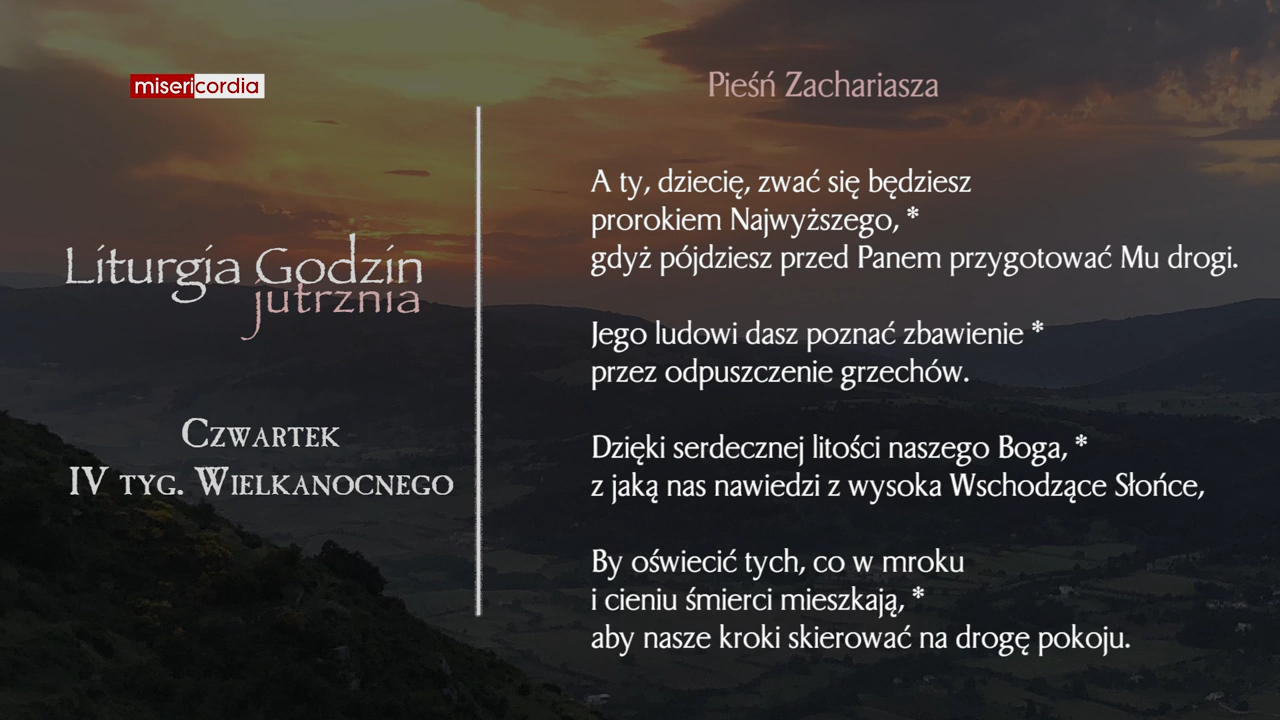 misericordia
Liturgia Godzin
jutrznia
Czwartek
IV tyg. Wielkanocnego
Pieśń Zachariasza
A ty, dziecię, zwać się będziesz
prorokiem Najwyższego, *
gdyż pójdziesz przed Panem przygotować Mu drogi.
Jego ludowi dasz poznać zbawienie *
przez odpuszczenie grzechów.
Dzięki serdecznej litości naszego Boga, *
z jaką nas nawiedzi z wysoka Wschodzące Słońce,
By oświecić tych, co w mroku
i cieniu śmierci mieszkają, *
aby nasze kroki skierować na drogę pokoju.